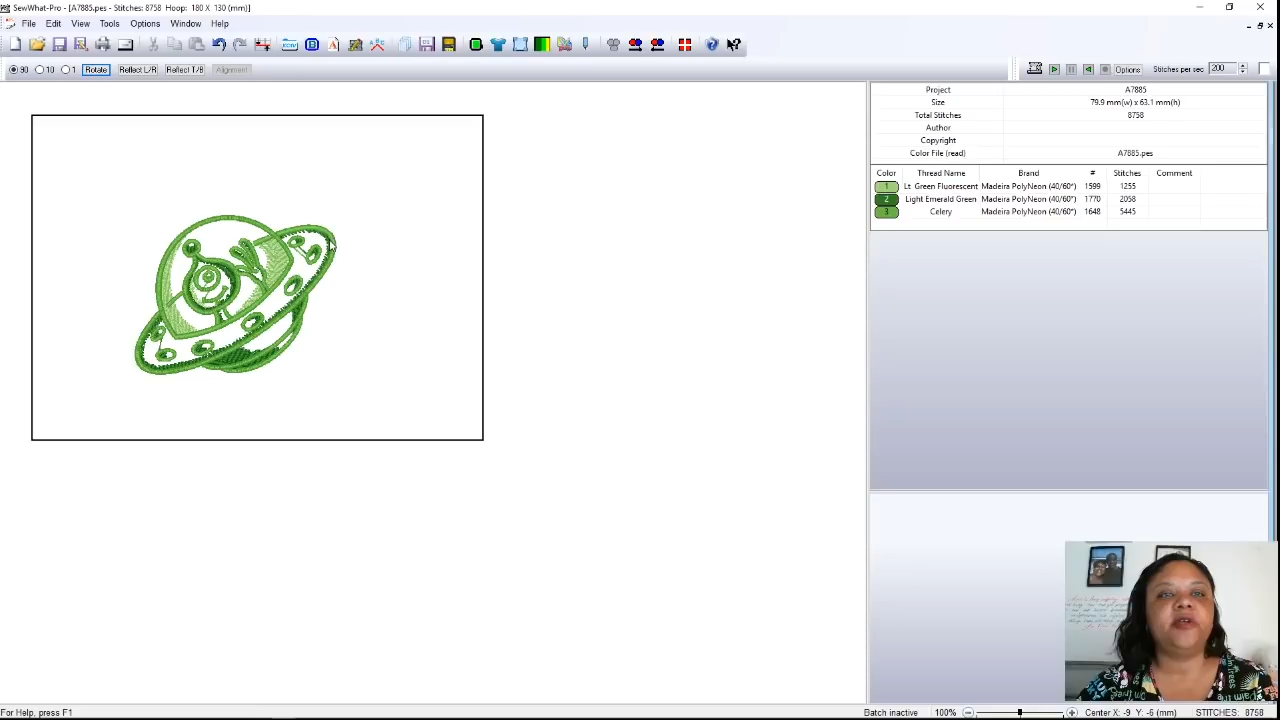 SewWhat-Pro - [A7885.pes - Stitches: 8758 Hoop: 180 X 130 (mm)]
File Edit View Tools Options Window Help
90 10 1 Rotate Reflect L/R Reflect T/B Alignment Options Stitches per sec 200
Project A7885
Size 79.9 mm(w) x 63.1 mm(h)
Total Stitches 8758
Author
Copyright
Color File (read) A7885.pes
Color Thread Name Brand # Stitches Comment
1 Lt Green Fluorescent Madeira PolyNeon (40/60°) 1599 1255
2 Light Emerald Green Madeira PolyNeon (40/60°) 1770 2058
3 Celery Madeira PolyNeon (40/60°) 1648 5445
For Help, press F1 Batch inactive 100% Center X: -9 Y: -6 (mm) STITCHES: 8758